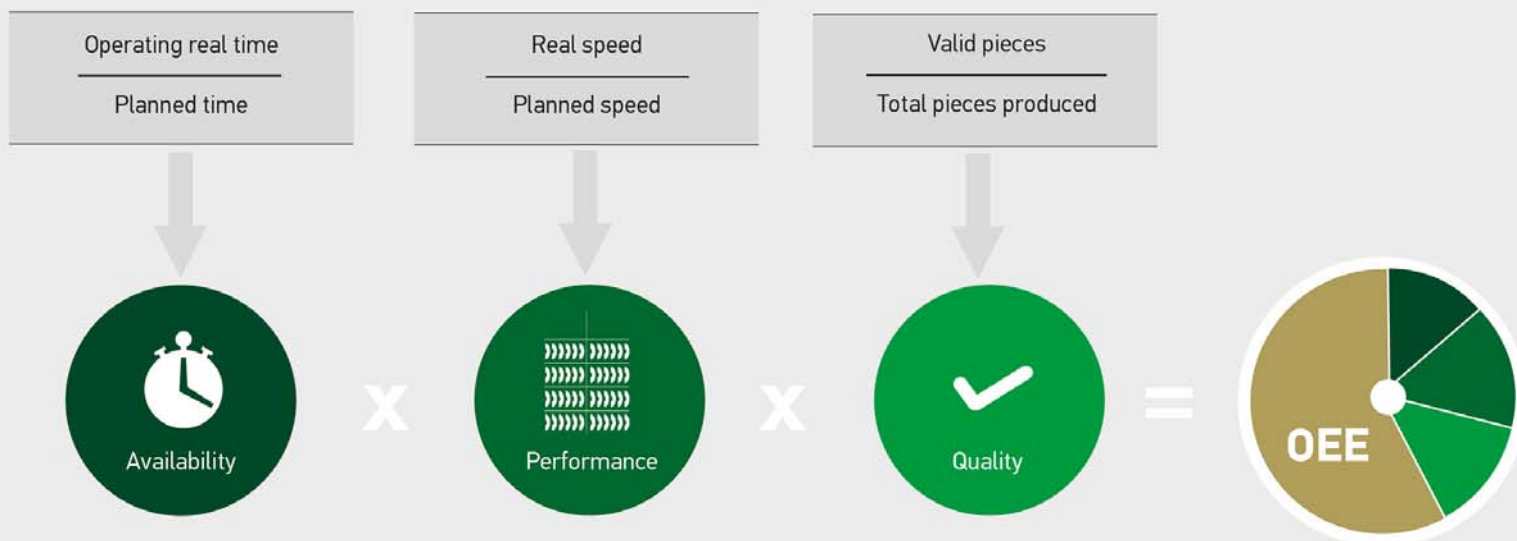 Operating real time
Planned time
Real speed
Planned speed
Valid pieces
Total pieces produced
Availability
x
Performance
x
Quality
=
OEE